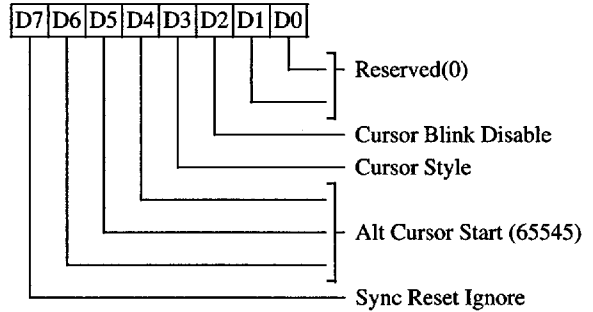 D7 D6 D5 D4 D3 D2 D1 D0
Reserved(0)
Cursor Blink Disable
Cursor Style
Alt Cursor Start (65545)
Sync Reset Ignore